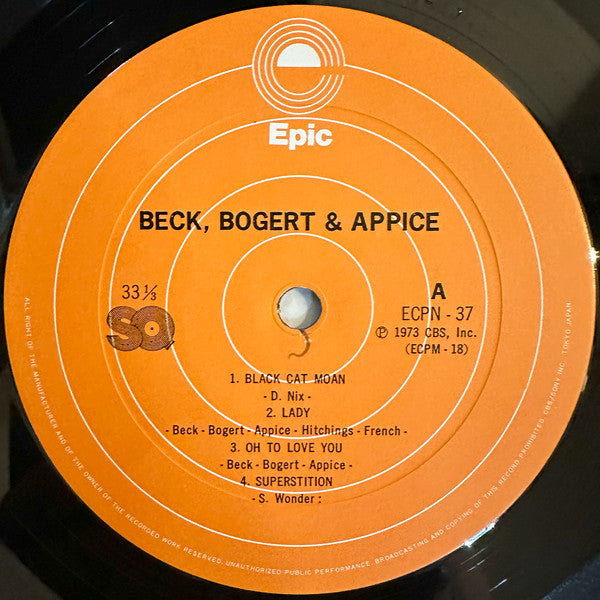 Epic
BECK, BOGERT & APPICE
33 1/3
SQ
A
ECPN - 37
℗ 1973 CBS, Inc.
(ECPM - 18)
1. BLACK CAT MOAN
- D. Nix -
2. LADY
- Beck - Bogert - Appice - Hitchings - French -
3. OH TO LOVE YOU
- Beck - Bogert - Appice -
4. SUPERSTITION
- S. Wonder :
ALL RIGHT OF THE MANUFACTURER AND OF THE OWNER OF THE RECORDED WORK RESERVED. UNAUTHORIZED PUBLIC PERFORMANCE, BROADCASTING AND COPYING OF THIS RECORD PROHIBITED. CBS/SONY INC. TOKYO JAPAN